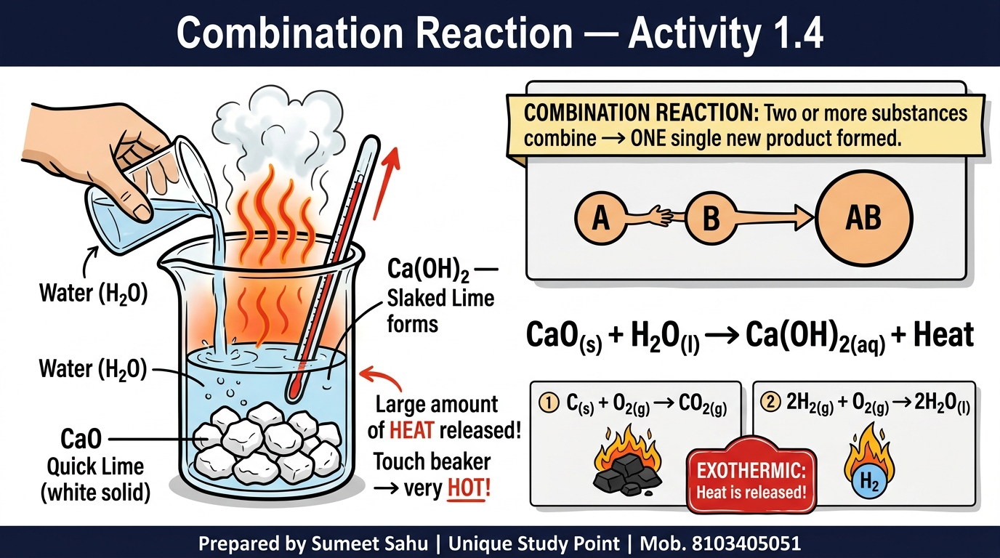 Combination Reaction — Activity 1.4
Water (H₂O)
Water (H₂O)
CaO
Quick Lime
(white solid)
Ca(OH)₂ —
Slaked Lime
forms
Large amount
of HEAT released!
Touch beaker
→ very HOT!
COMBINATION REACTION: Two or more substances
combine → ONE single new product formed.
A
B
AB
CaO(s) + H₂O(l) → Ca(OH)₂(aq) + Heat
1 C(s) + O₂(g) → CO₂(g)
2 2H₂(g) + O₂(g) → 2H₂O(l)
H₂
EXOTHERMIC:
Heat is released!
Prepared by Sumeet Sahu | Unique Study Point | Mob. 8103405051